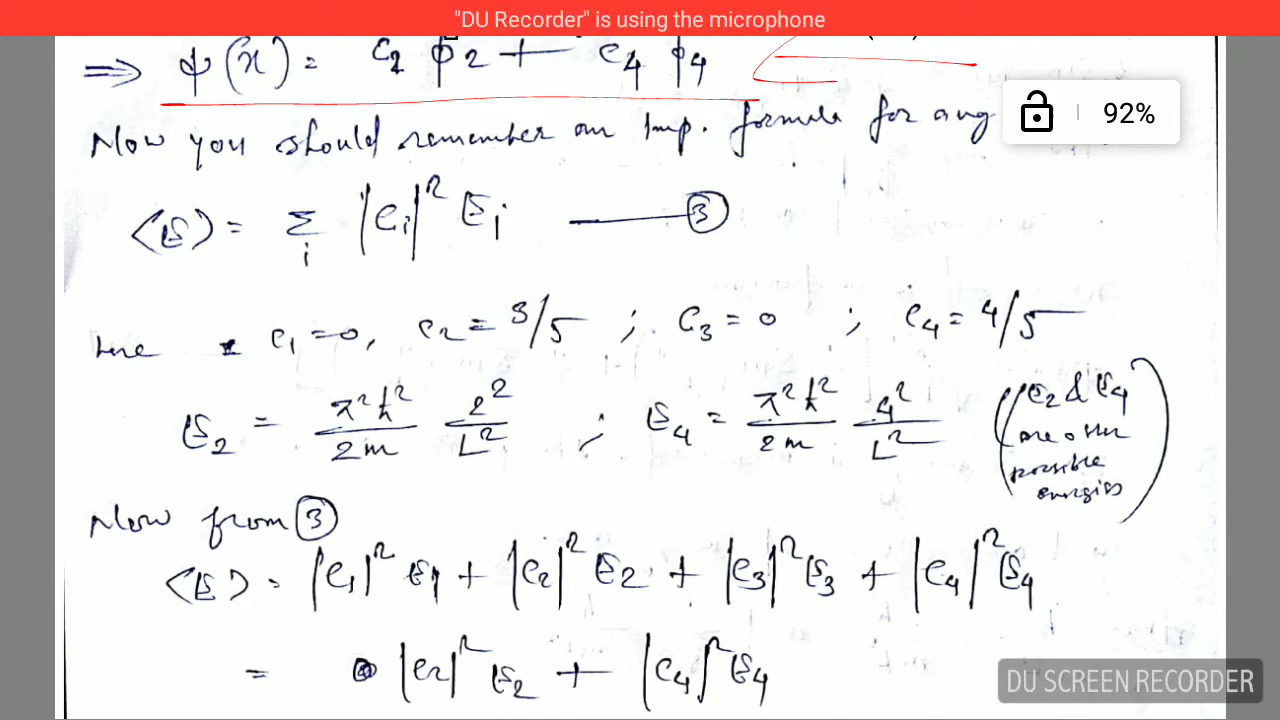 "DU Recorder" is using the microphone
⇒ ψ(x) = c2 ϕ2 + c4 ϕ4
92%
Now you should remember an Imp. formula for avg
⟨E⟩ = Σi |ci|² Ei —— ③
here c1 = 0, c2 = 3/5 ; c3 = 0 ; c4 = 4/5
E2 = π²ħ²/2m 2²/L² ; E4 = π²ħ²/2m 4²/L² (E2 & E4
are possible
energies)
Now from ③
⟨E⟩ = |c1|² E1 + |c2|² E2 + |c3|² E3 + |c4|² E4
= |c2|² E2 + |c4|² E4
DU SCREEN RECORDER